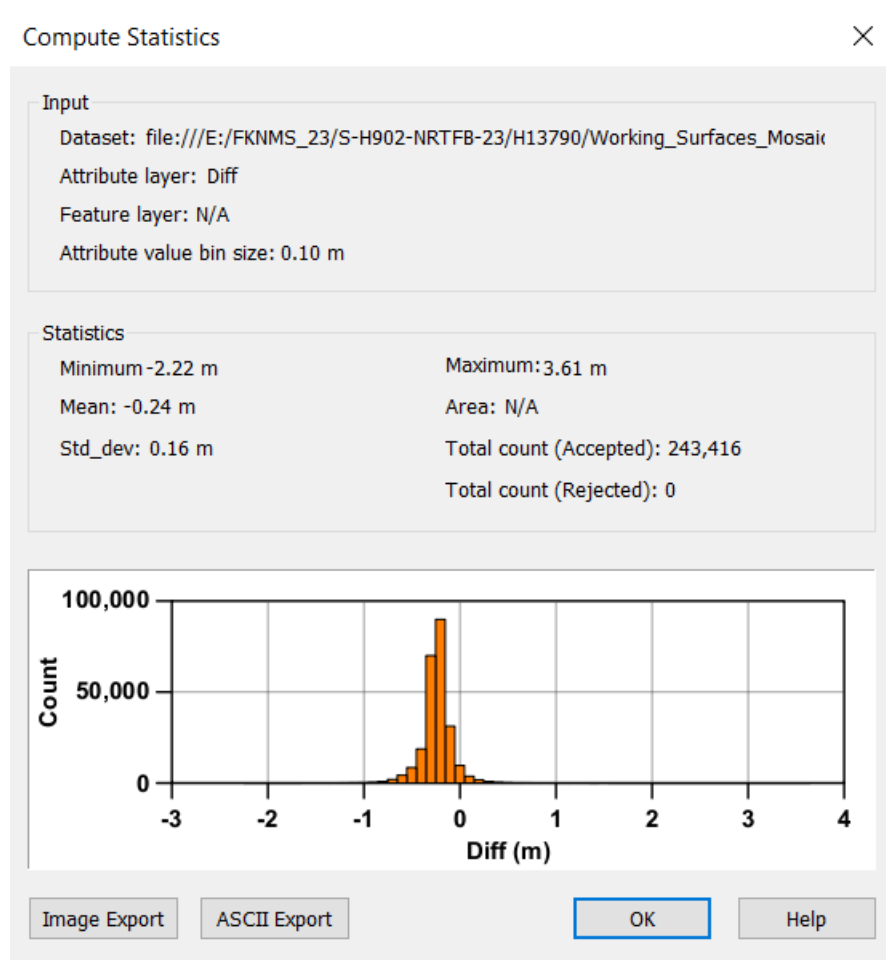 Compute Statistics
Input
Dataset: file:///E:/FKNMS_23/S-H902-NRTFB-23/H13790/Working_Surfaces_Mosaic
Attribute layer: Diff
Feature layer: N/A
Attribute value bin size: 0.10 m
Statistics
Minimum -2.22 m
Maximum: 3.61 m
Mean: -0.24 m
Area: N/A
Std_dev: 0.16 m
Total count (Accepted): 243,416
Total count (Rejected): 0
100,000
50,000
0
Count
-3 -2 -1 0 1 2 3 4
Diff (m)
Image Export ASCII Export OK Help